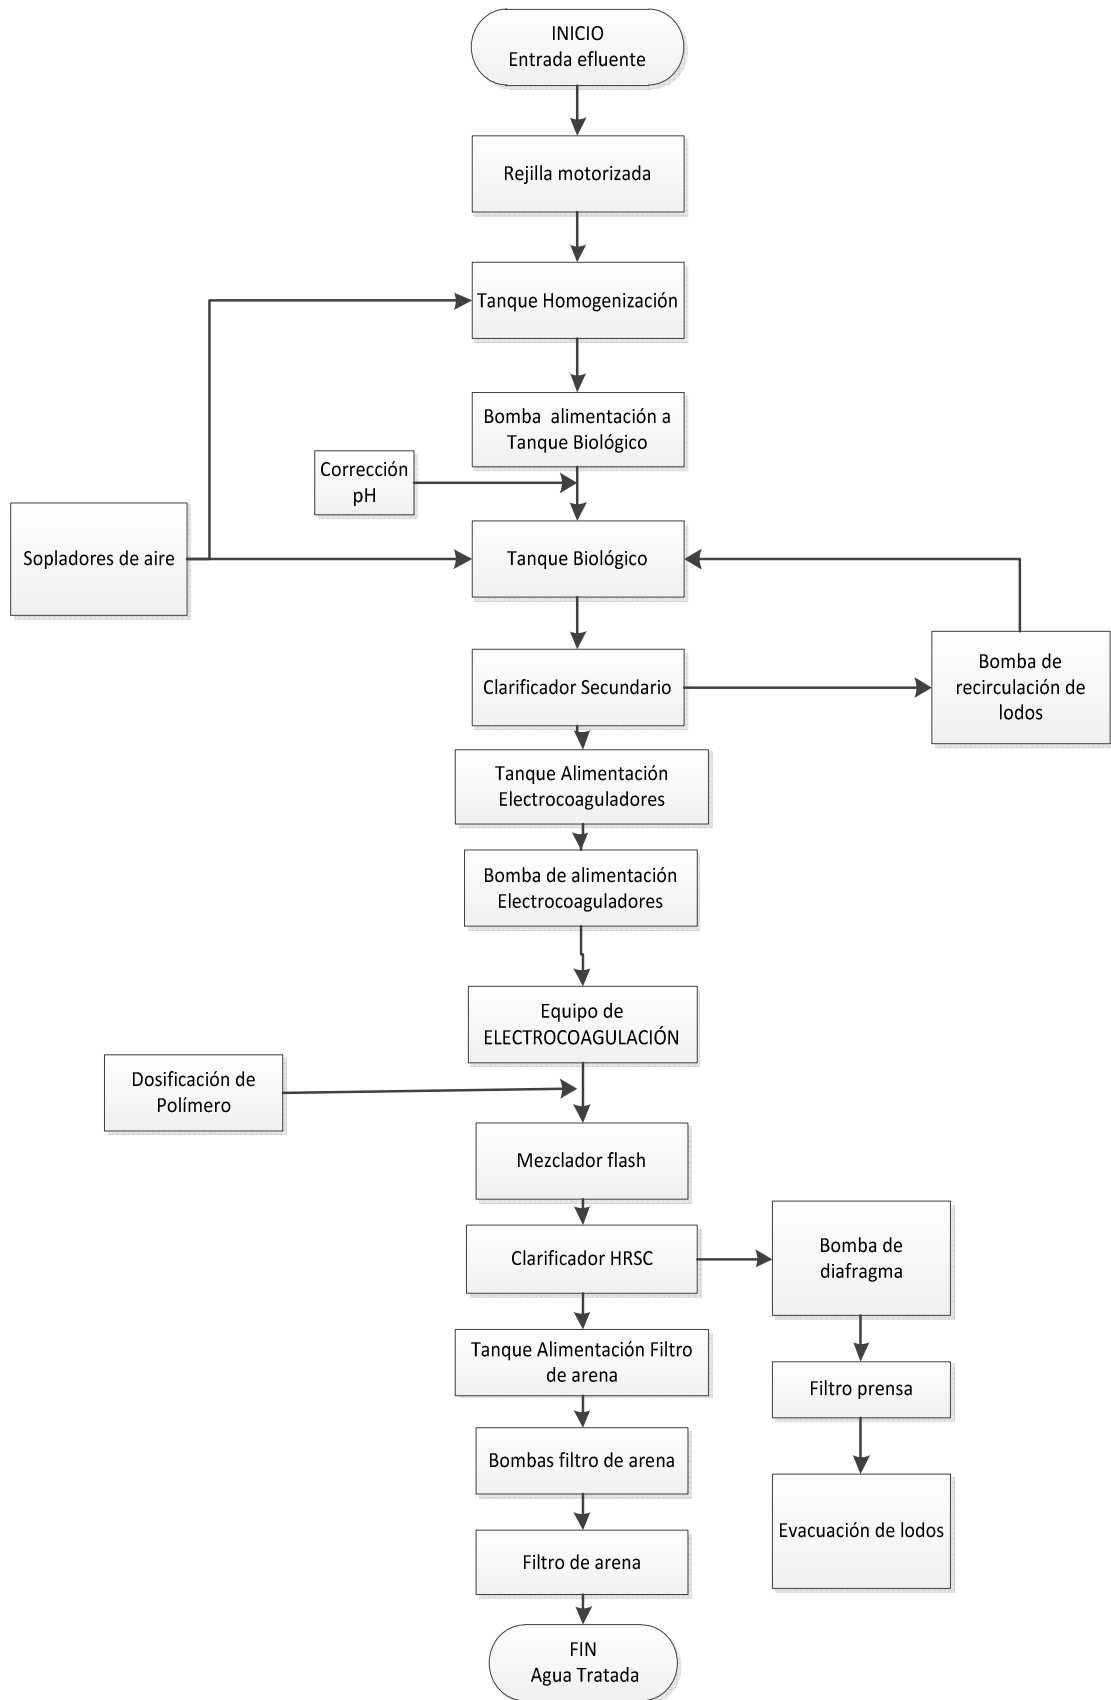 INICIO
Entrada efluente
Rejilla motorizada
Tanque Homogenización
Bomba alimentación a
Tanque Biológico
Corrección
pH
Sopladores de aire
Tanque Biológico
Clarificador Secundario
Bomba de
recirculación de
lodos
Tanque Alimentación
Electrocoaguladores
Bomba de alimentación
Electrocoaguladores
Equipo de
ELECTROCOAGULACIÓN
Dosificación de
Polímero
Mezclador flash
Clarificador HRSC
Bomba de
diafragma
Tanque Alimentación Filtro
de arena
Filtro prensa
Bombas filtro de arena
Evacuación de lodos
Filtro de arena
FIN
Agua Tratada